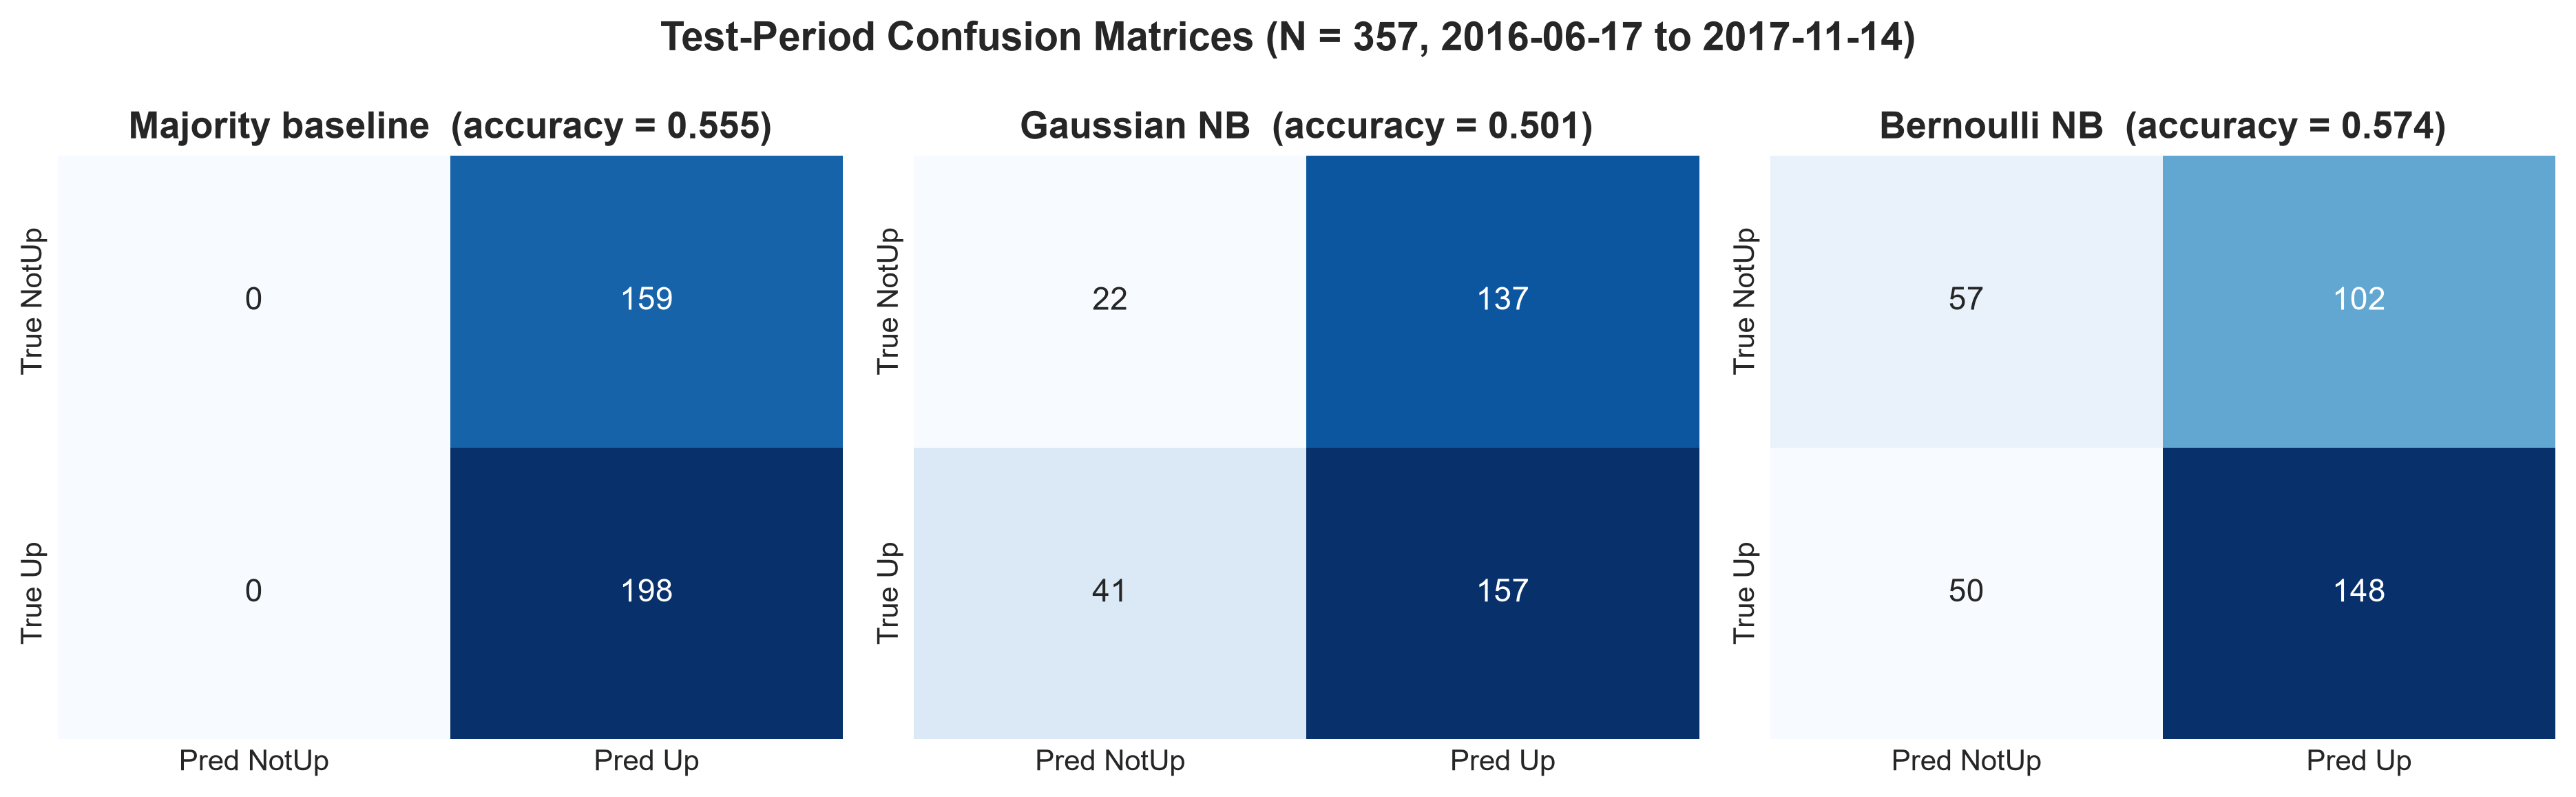 Test-Period Confusion Matrices (N = 357, 2016-06-17 to 2017-11-14)
Majority baseline (accuracy = 0.555)
True NotUp
0
159
True Up
0
198
Pred NotUp
Pred Up
Gaussian NB (accuracy = 0.501)
True NotUp
22
137
True Up
41
157
Pred NotUp
Pred Up
Bernoulli NB (accuracy = 0.574)
True NotUp
57
102
True Up
50
148
Pred NotUp
Pred Up